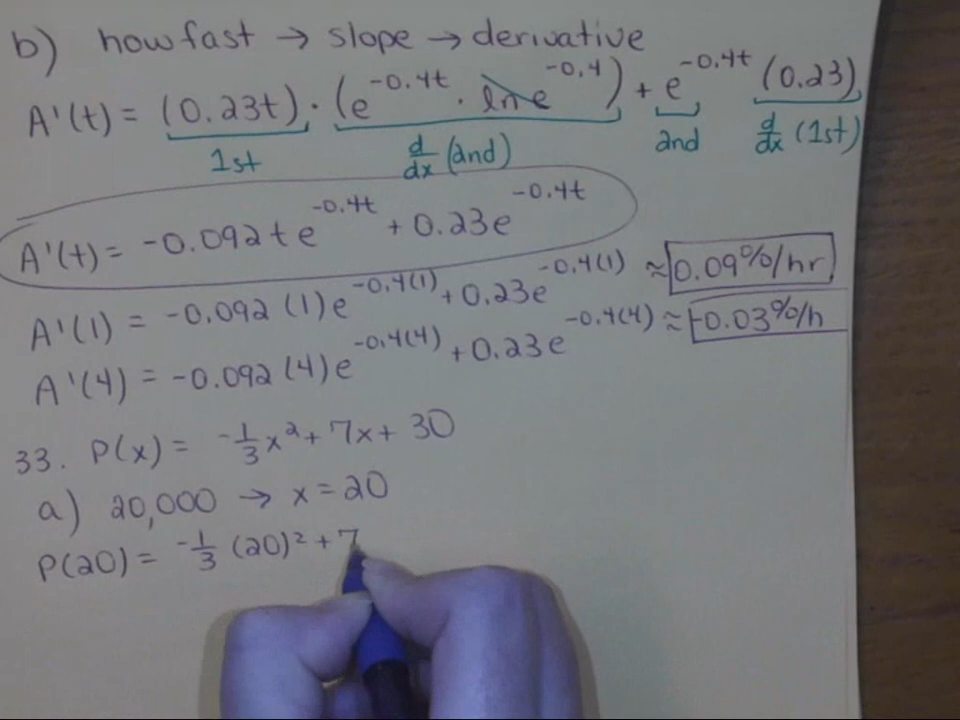 b) how fast → slope → derivative
A'(t) = (0.23t) · (e^-0.4t · ln e^-0.4) + e^-0.4t (0.23)
1st d/dx (2nd) 2nd d/dx (1st)
A'(t) = -0.092te^-0.4t + 0.23e^-0.4t
A'(1) = -0.092(1)e^-0.4(1) + 0.23e^-0.4(1) ≈ 0.09%/hr
A'(4) = -0.092(4)e^-0.4(4) + 0.23e^-0.4(4) ≈ -0.03%/h
33. P(x) = -1/3x² + 7x + 30
a) 20,000 → x = 20
P(20) = -1/3 (20)² + 7